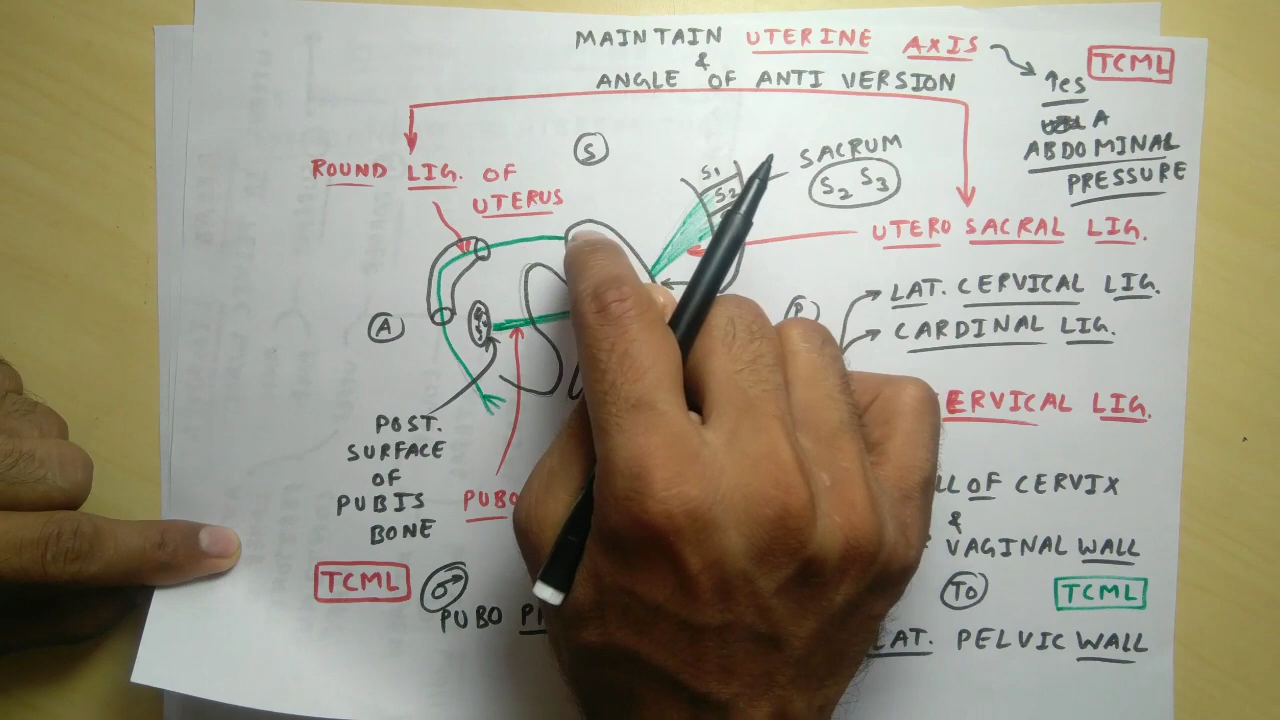 MAINTAIN UTERINE AXIS
&
ANGLE OF ANTI VERSION
TCML
↑es
A
ABDOMINAL
PRESSURE
S
ROUND LIG. OF
UTERUS
S1
S2
SACRUM
S2 S3
UTERO SACRAL LIG.
A
P
LAT. CERVICAL LIG.
CARDINAL LIG.
ERVICAL LIG.
POST.
SURFACE
OF
PUBIS
BONE
PUBO
OF CERVIX
&
VAGINAL WALL
TO
TCML
LAT. PELVIC WALL
TCML
♂
PUBO